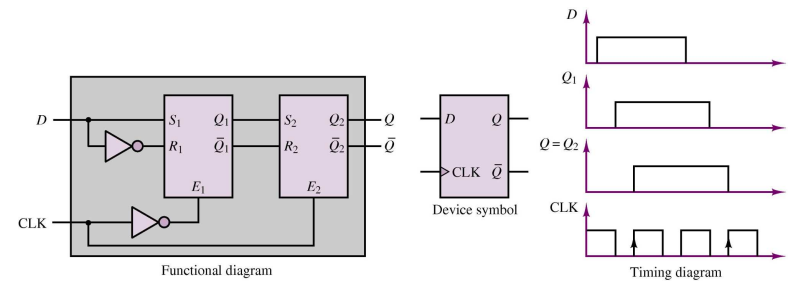 D
S₁ Q₁ S₂ Q₂ Q
R₁ Q̅₁ R₂ Q̅₂ Q̅
E₁ E₂
CLK
Functional diagram
D Q
CLK Q̅
Device symbol
D
Q₁
Q = Q₂
CLK
Timing diagram